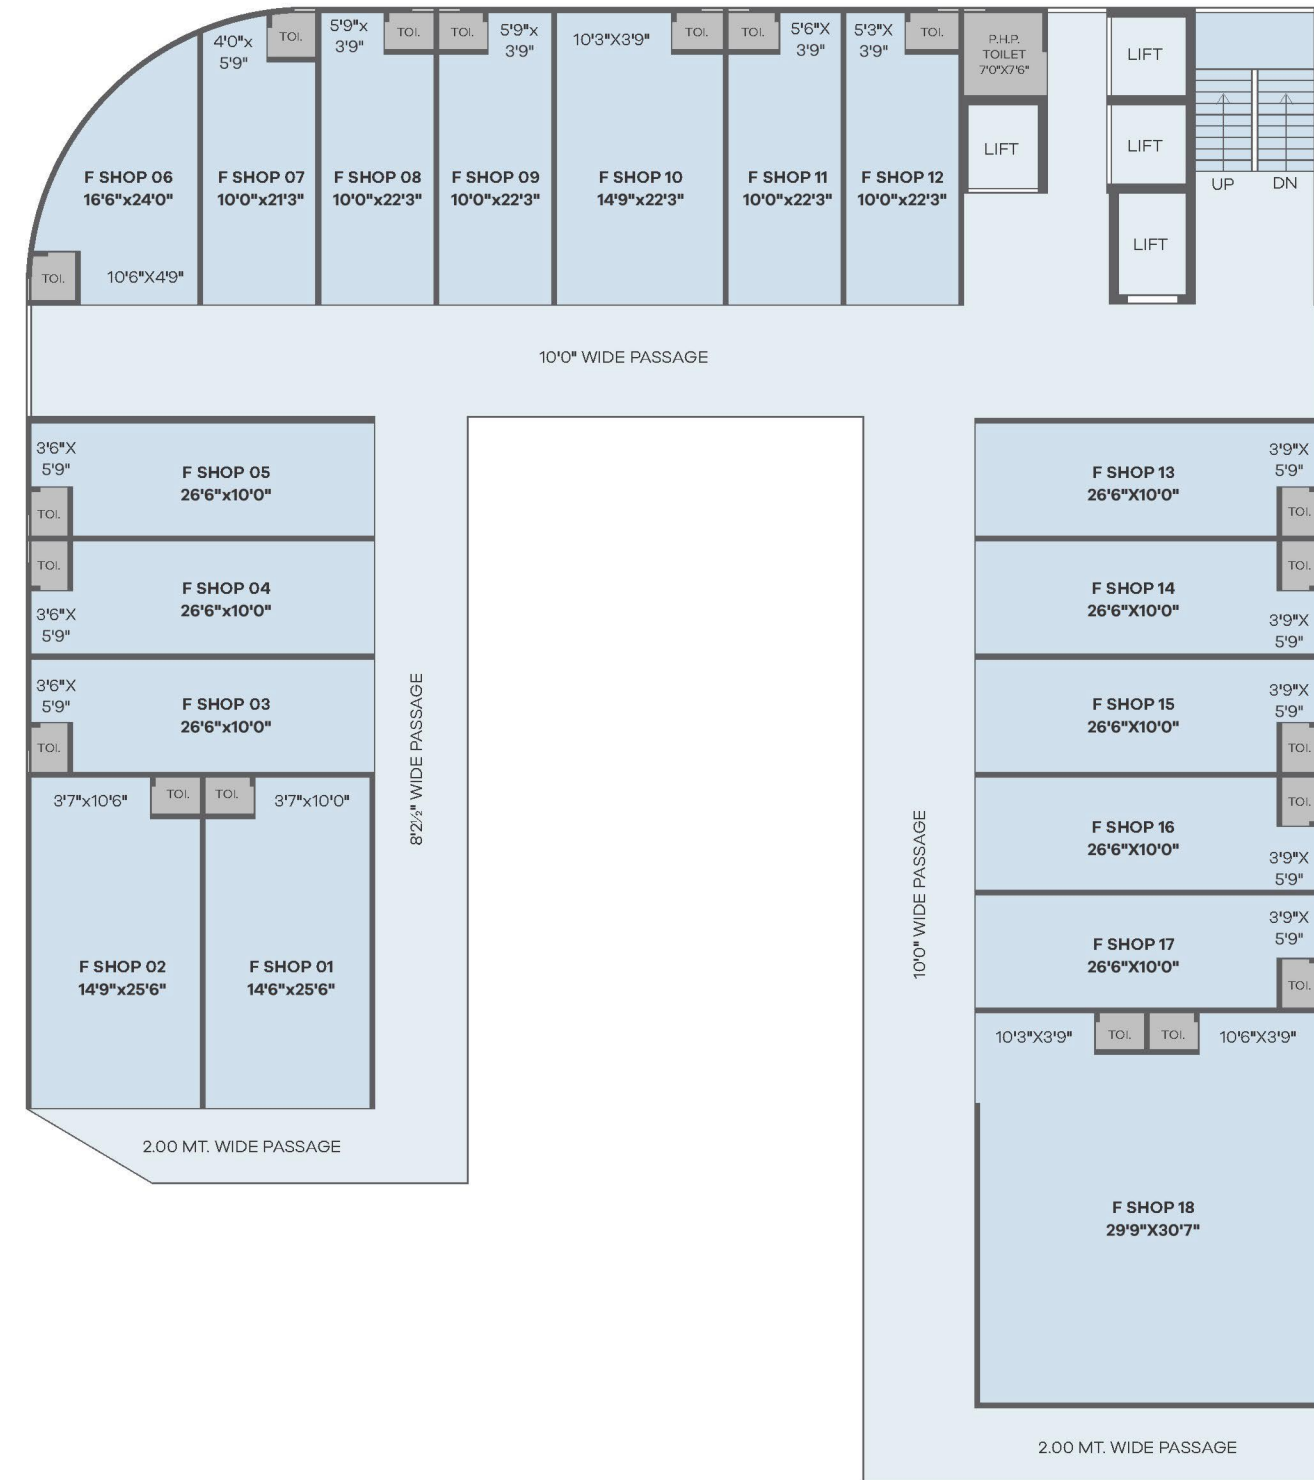 4'0"x
5'9"
TOI.
5'9"x
3'9"
TOI.
TOI.
5'9"x
3'9"
10'3"X3'9"
TOI.
TOI.
5'6"X
3'9"
5'3"X
3'9"
TOI.
P.H.P.
TOILET
7'0"X7'6"
LIFT
LIFT
LIFT
LIFT
UP
DN
F SHOP 06
16'6"x24'0"
F SHOP 07
10'0"x21'3"
F SHOP 08
10'0"x22'3"
F SHOP 09
10'0"x22'3"
F SHOP 10
14'9"x22'3"
F SHOP 11
10'0"x22'3"
F SHOP 12
10'0"x22'3"
TOI.
10'6"X4'9"
10'0" WIDE PASSAGE
3'6"X
5'9"
F SHOP 05
26'6"x10'0"
TOI.
TOI.
F SHOP 04
26'6"x10'0"
3'6"X
5'9"
3'6"X
5'9"
F SHOP 03
26'6"x10'0"
TOI.
3'7"x10'6"
TOI.
TOI.
3'7"x10'0"
F SHOP 02
14'9"x25'6"
F SHOP 01
14'6"x25'6"
2.00 MT. WIDE PASSAGE
8'2½" WIDE PASSAGE
10'0" WIDE PASSAGE
F SHOP 13
26'6"X10'0"
3'9"X
5'9"
TOI.
TOI.
F SHOP 14
26'6"X10'0"
3'9"X
5'9"
F SHOP 15
26'6"X10'0"
3'9"X
5'9"
TOI.
TOI.
F SHOP 16
26'6"X10'0"
3'9"X
5'9"
F SHOP 17
26'6"X10'0"
3'9"X
5'9"
TOI.
10'3"X3'9"
TOI.
TOI.
10'6"X3'9"
F SHOP 18
29'9"X30'7"
2.00 MT. WIDE PASSAGE